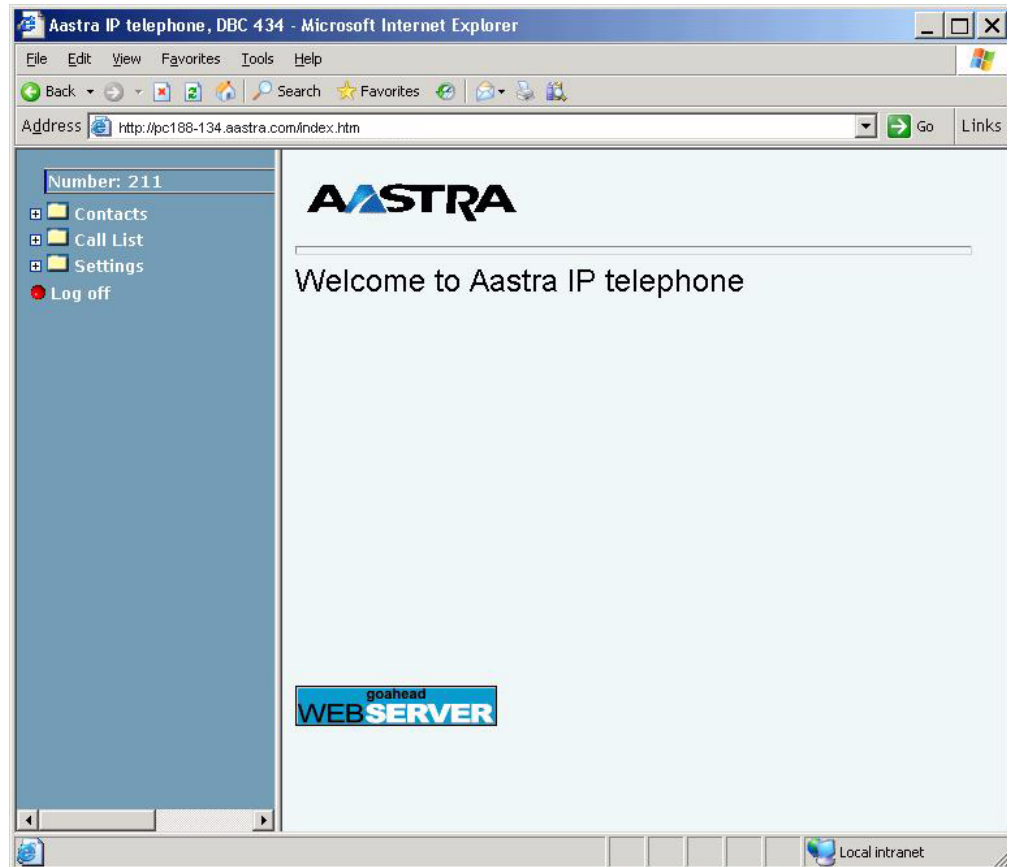 Aastra IP telephone, DBC 434 - Microsoft Internet Explorer
File Edit View Favorites Tools Help
Back Search Favorites
Address http://pc188-134.aastra.com/index.htm Go Links
Number: 211
Contacts
Call List
Settings
Log off
AASTRA
Welcome to Aastra IP telephone
goahead
WEBSERVER
Local intranet